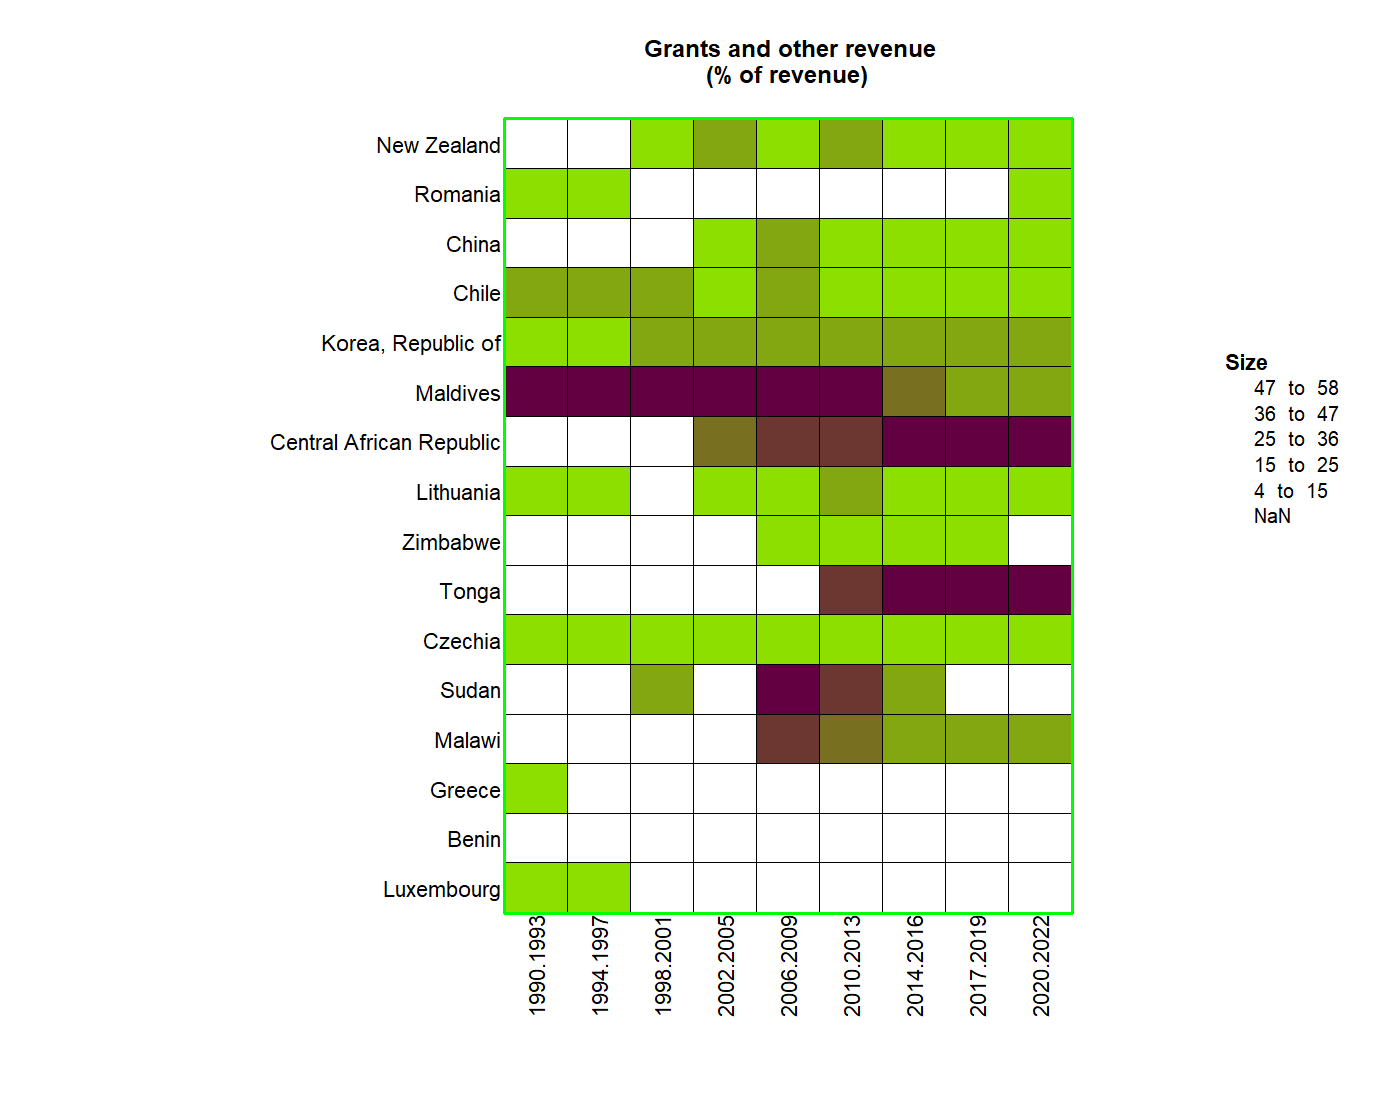 Grants and other revenue
(% of revenue)
New Zealand
Romania
China
Chile
Korea, Republic of
Maldives
Central African Republic
Lithuania
Zimbabwe
Tonga
Czechia
Sudan
Malawi
Greece
Benin
Luxembourg
1990.1993
1994.1997
1998.2001
2002.2005
2006.2009
2010.2013
2014.2016
2017.2019
2020.2022
Size
47 to 58
36 to 47
25 to 36
15 to 25
4 to 15
NaN